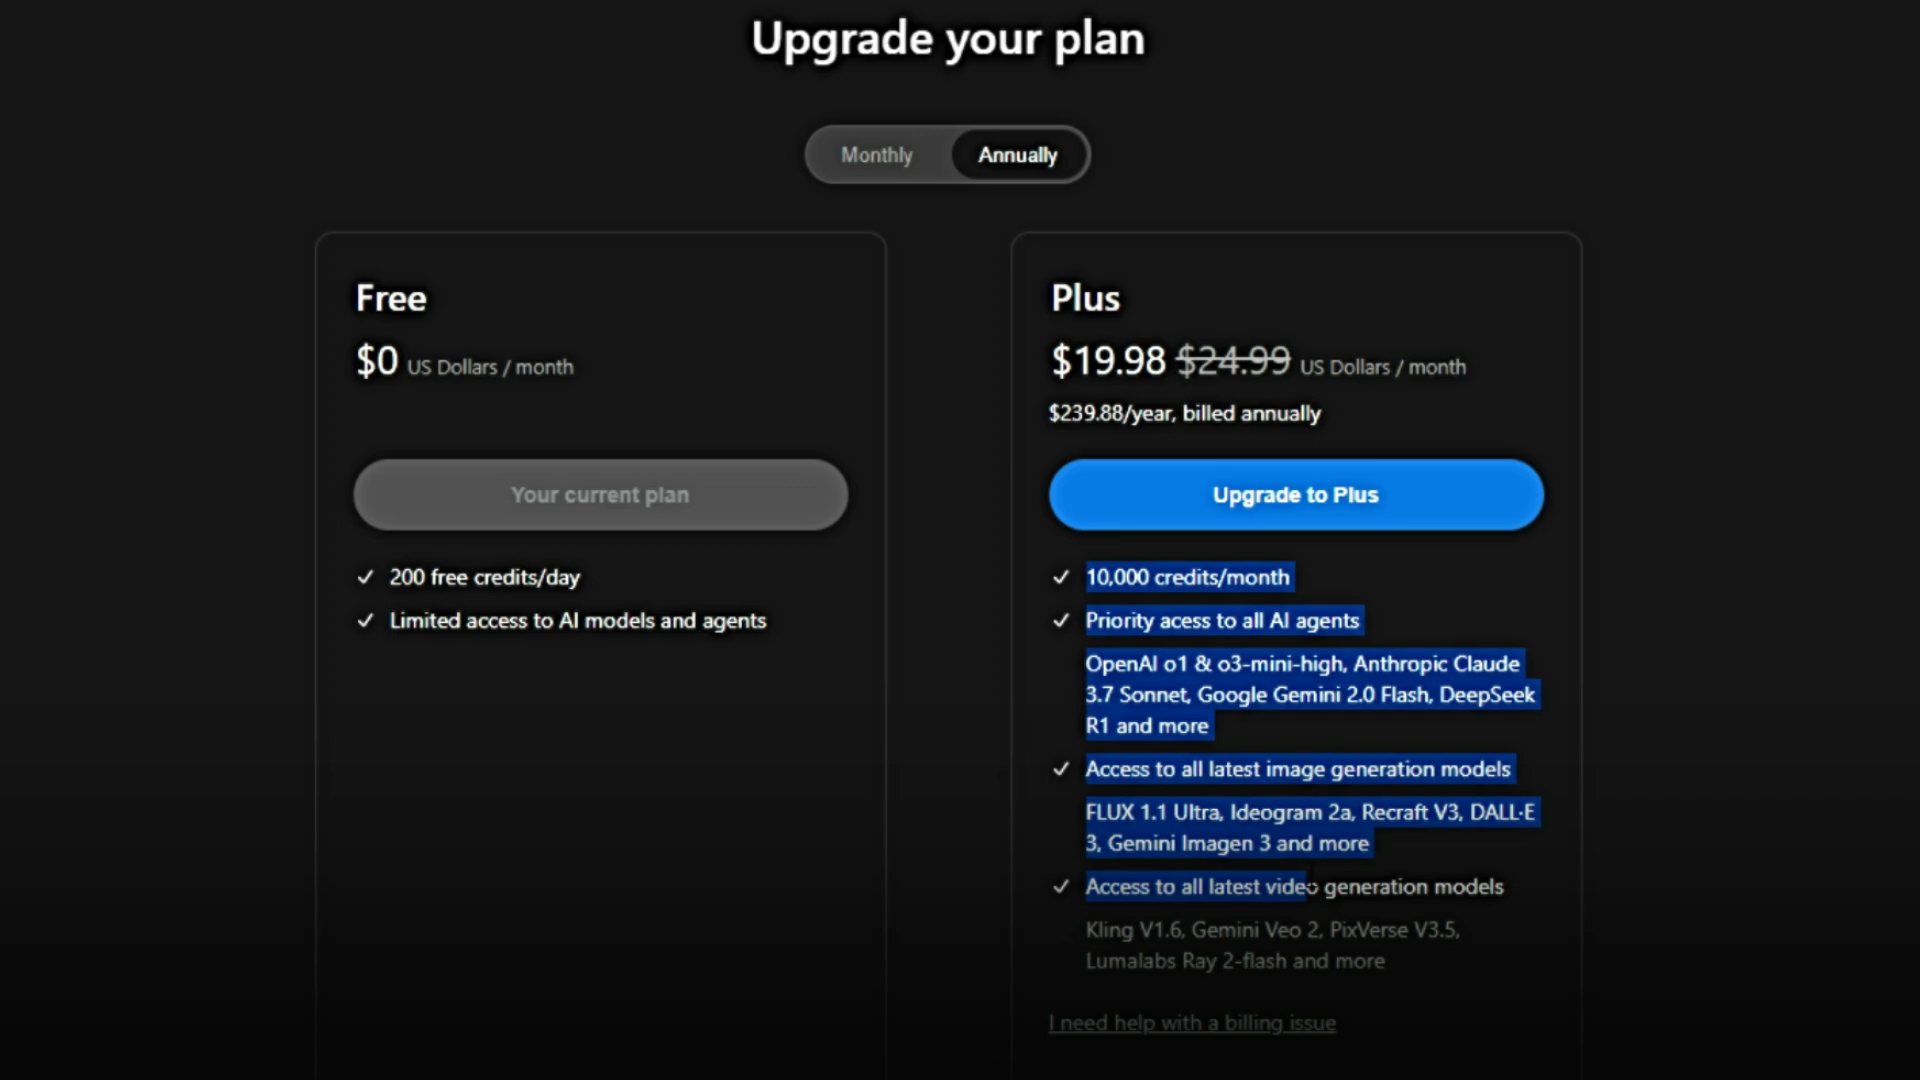 Upgrade your plan
Monthly
Annually
Free
$0 US Dollars / month
Your current plan
200 free credits/day
Limited access to AI models and agents
Plus
$19.98 $24.99 US Dollars / month
$239.88/year, billed annually
Upgrade to Plus
10,000 credits/month
Priority acess to all AI agents
OpenAI o1 & o3-mini-high, Anthropic Claude
3.7 Sonnet, Google Gemini 2.0 Flash, DeepSeek
R1 and more
Access to all latest image generation models
FLUX 1.1 Ultra, Ideogram 2a, Recraft V3, DALL·E
3, Gemini Imagen 3 and more
Access to all latest video generation models
Kling V1.6, Gemini Veo 2, PixVerse V3.5,
Lumalabs Ray 2-flash and more
I need help with a billing issue